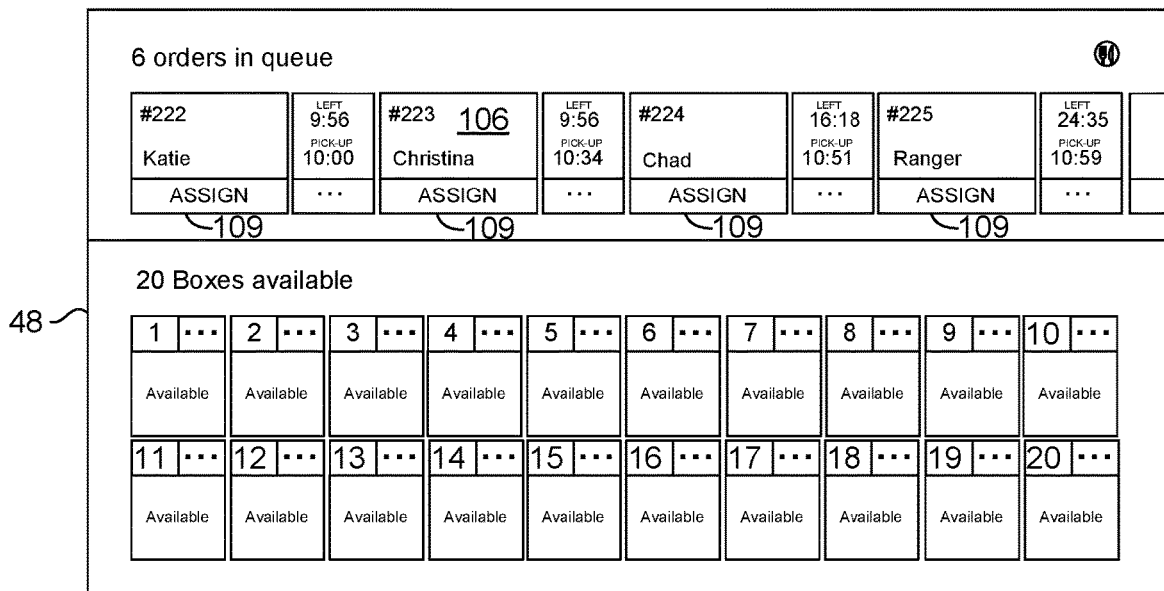 6 orders in queue
#222 LEFT 9:56 #223 106 LEFT 9:56 #224 LEFT 16:18 #225 LEFT 24:35
Katie PICK-UP 10:00 Christina PICK-UP 10:34 Chad PICK-UP 10:51 Ranger PICK-UP 10:59
ASSIGN ... ASSIGN ... ASSIGN ... ASSIGN ...
109 109 109 109
20 Boxes available
48
1 ... 2 ... 3 ... 4 ... 5 ... 6 ... 7 ... 8 ... 9 ... 10 ...
Available Available Available Available Available Available Available Available Available Available
11 ... 12 ... 13 ... 14 ... 15 ... 16 ... 17 ... 18 ... 19 ... 20 ...
Available Available Available Available Available Available Available Available Available Available